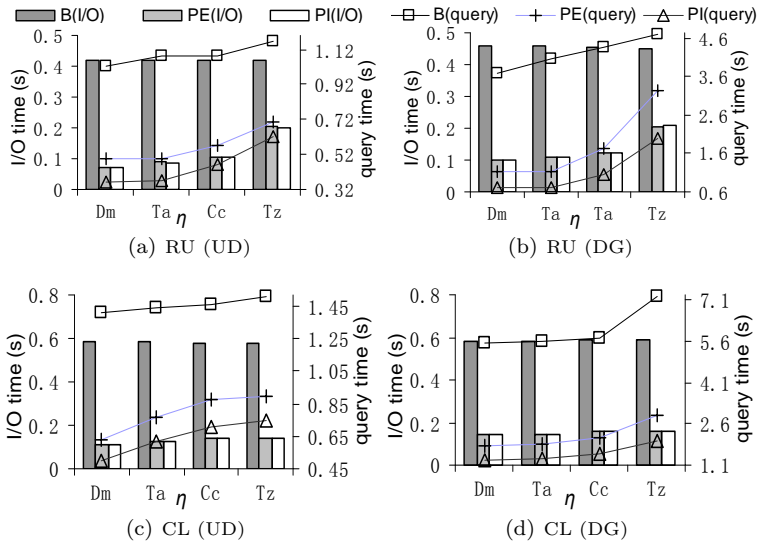 B(I/O) PE(I/O) PI(I/O) B(query) PE(query) PI(query)
I/O time (s)
0.5
0.4
0.3
0.2
0.1
0
1.12
0.92
0.72
0.52
0.32
query time (s)
Dm Ta Cc Tz
η
(a) RU (UD)
I/O time (s)
0.5
0.4
0.3
0.2
0.1
0
4.6
3.6
2.6
1.6
0.6
query time (s)
Dm Ta Ta Tz
η
(b) RU (DG)
I/O time (s)
0.8
0.6
0.4
0.2
0
1.45
1.25
1.05
0.85
0.65
0.45
query time (s)
Dm Ta Cc Tz
η
(c) CL (UD)
I/O time (s)
0.8
0.6
0.4
0.2
0
7.1
5.6
4.1
2.6
1.1
query time (s)
Dm Ta Cc Tz
η
(d) CL (DG)